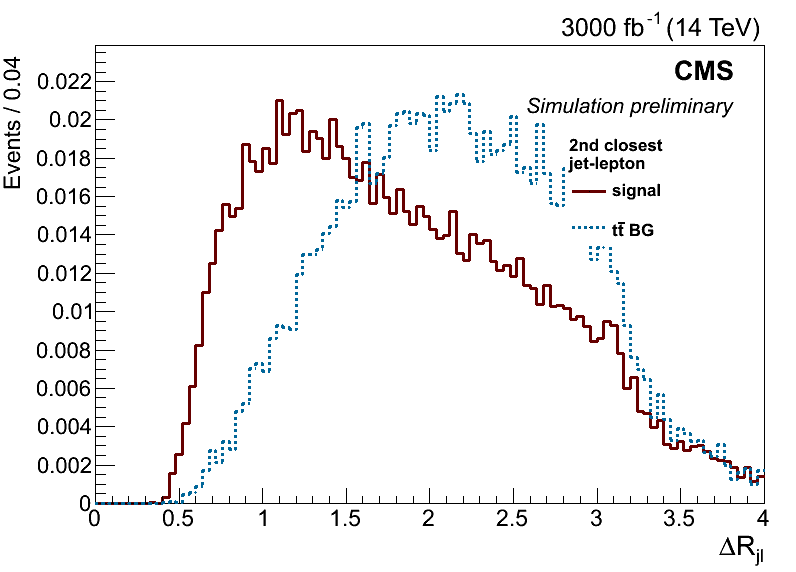 3000 fb-1 (14 TeV)
CMS
Simulation preliminary
Events / 0.04
0.022
0.02
0.018
0.016
0.014
0.012
0.01
0.008
0.006
0.004
0.002
0
2nd closest
jet-lepton
signal
tt̄ BG
0 0.5 1 1.5 2 2.5 3 3.5 4
ΔRjl